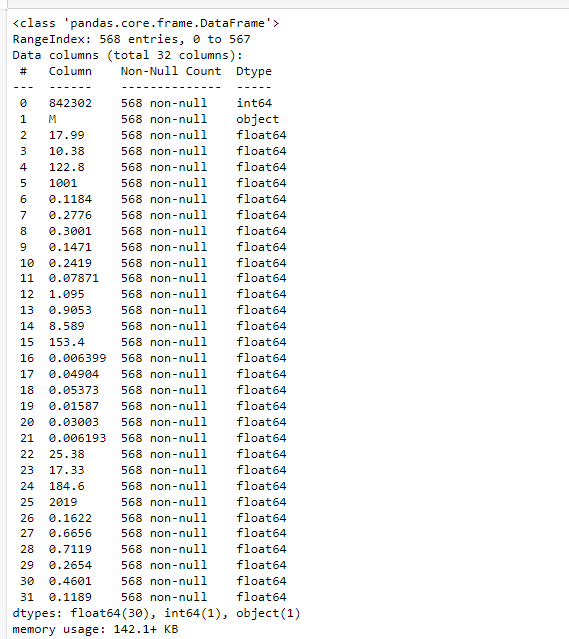 <class 'pandas.core.frame.DataFrame'>
RangeIndex: 568 entries, 0 to 567
Data columns (total 32 columns):
 #   Column    Non-Null Count  Dtype
---  ------    --------------  -----
 0   842302    568 non-null    int64
 1   M         568 non-null    object
 2   17.99     568 non-null    float64
 3   10.38     568 non-null    float64
 4   122.8     568 non-null    float64
 5   1001      568 non-null    float64
 6   0.1184    568 non-null    float64
 7   0.2776    568 non-null    float64
 8   0.3001    568 non-null    float64
 9   0.1471    568 non-null    float64
 10  0.2419    568 non-null    float64
 11  0.07871   568 non-null    float64
 12  1.095     568 non-null    float64
 13  0.9053    568 non-null    float64
 14  8.589     568 non-null    float64
 15  153.4     568 non-null    float64
 16  0.006399  568 non-null    float64
 17  0.04904   568 non-null    float64
 18  0.05373   568 non-null    float64
 19  0.01587   568 non-null    float64
 20  0.03003   568 non-null    float64
 21  0.006193  568 non-null    float64
 22  25.38     568 non-null    float64
 23  17.33     568 non-null    float64
 24  184.6     568 non-null    float64
 25  2019      568 non-null    float64
 26  0.1622    568 non-null    float64
 27  0.6656    568 non-null    float64
 28  0.7119    568 non-null    float64
 29  0.2654    568 non-null    float64
 30  0.4601    568 non-null    float64
 31  0.1189    568 non-null    float64
dtypes: float64(30), int64(1), object(1)
memory usage: 142.1+ KB